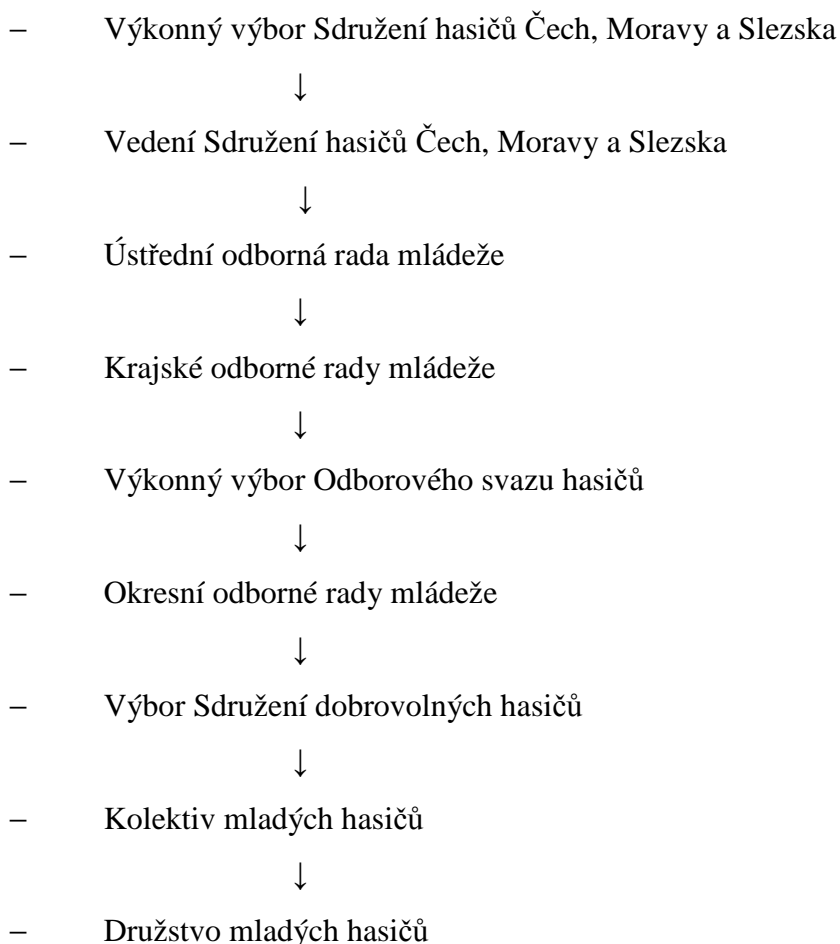 – Výkonný výbor Sdružení hasičů Čech, Moravy a Slezska
↓
– Vedení Sdružení hasičů Čech, Moravy a Slezska
↓
– Ústřední odborná rada mládeže
↓
– Krajské odborné rady mládeže
↓
– Výkonný výbor Odborového svazu hasičů
↓
– Okresní odborné rady mládeže
↓
– Výbor Sdružení dobrovolných hasičů
↓
– Kolektiv mladých hasičů
↓
– Družstvo mladých hasičů